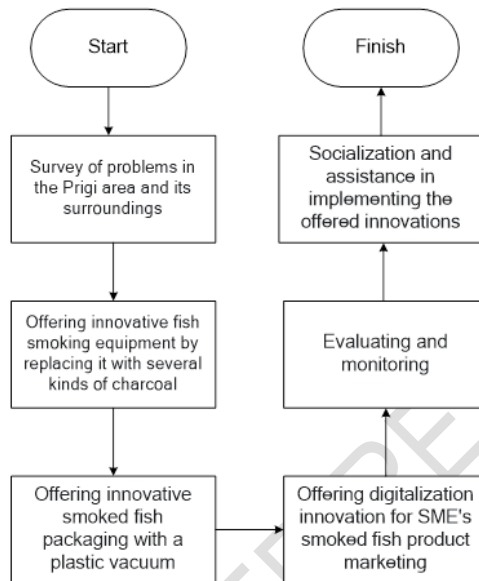 Start
Survey of problems in
the Prigi area and its
surroundings
Offering innovative fish
smoking equipment by
replacing it with several
kinds of charcoal
Offering innovative
smoked fish
packaging with a
plastic vacuum
Offering digitalization
innovation for SME's
smoked fish product
marketing
Evaluating and
monitoring
Socialization and
assistance in
implementing the
offered innovations
Finish